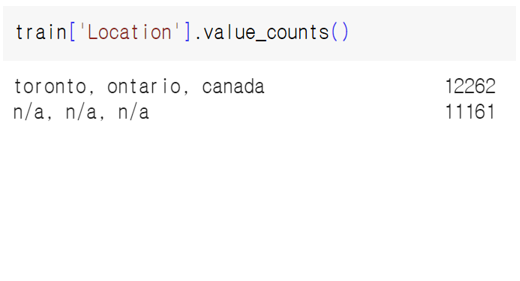 train['Location'].value_counts()
toronto, ontario, canada 12262
n/a, n/a, n/a 11161